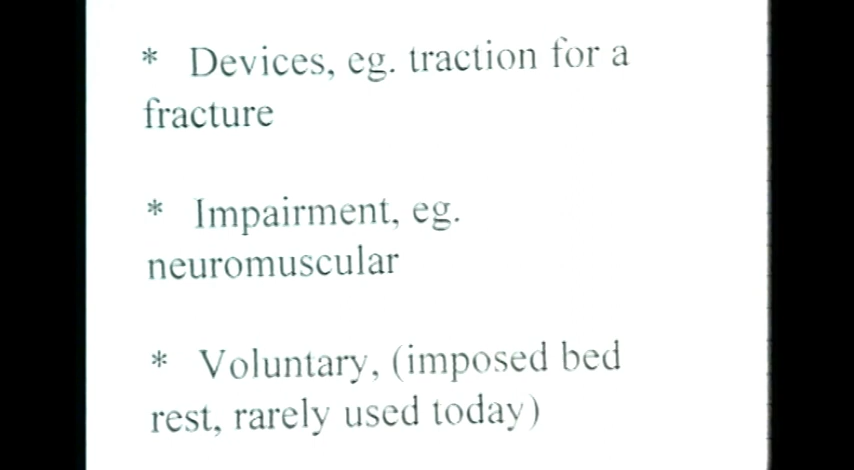 * Devices, eg. traction for a
fracture
* Impairment, eg.
neuromuscular
* Voluntary, (imposed bed
rest, rarely used today)